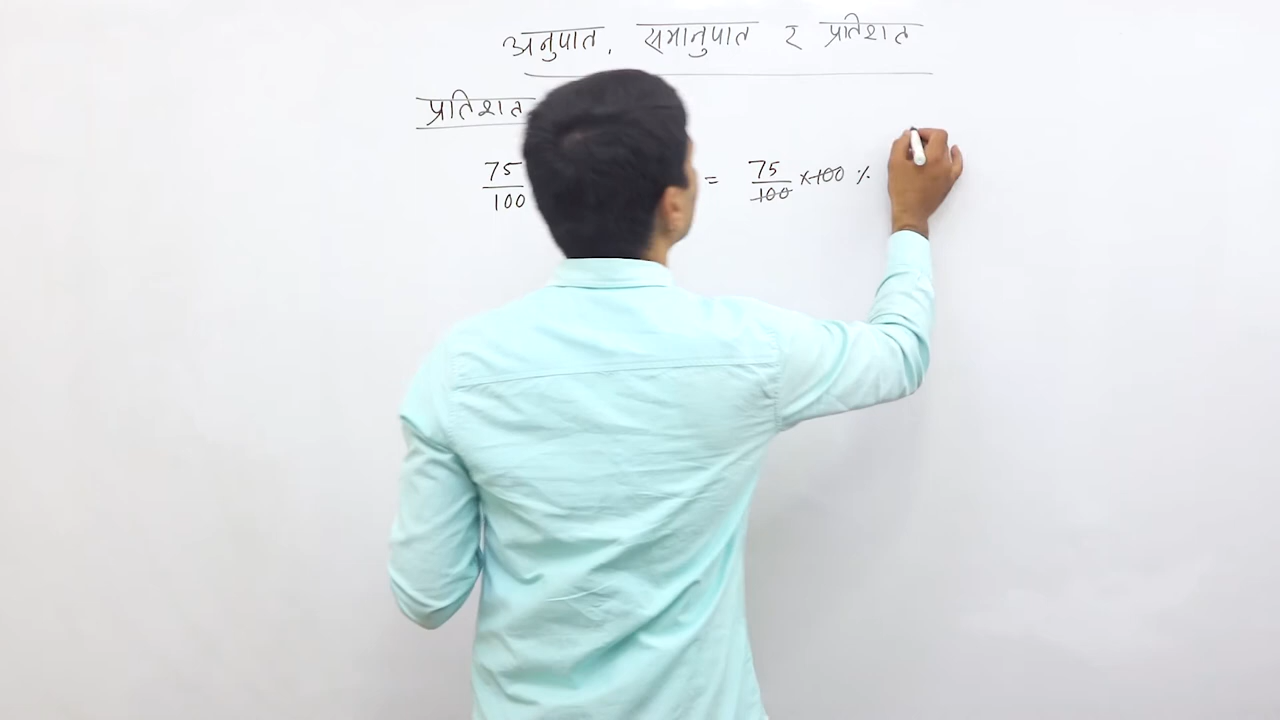 अनुपात, समानुपात र प्रतिशत
प्रतिशत
75/100 = 75/100 × 100 %